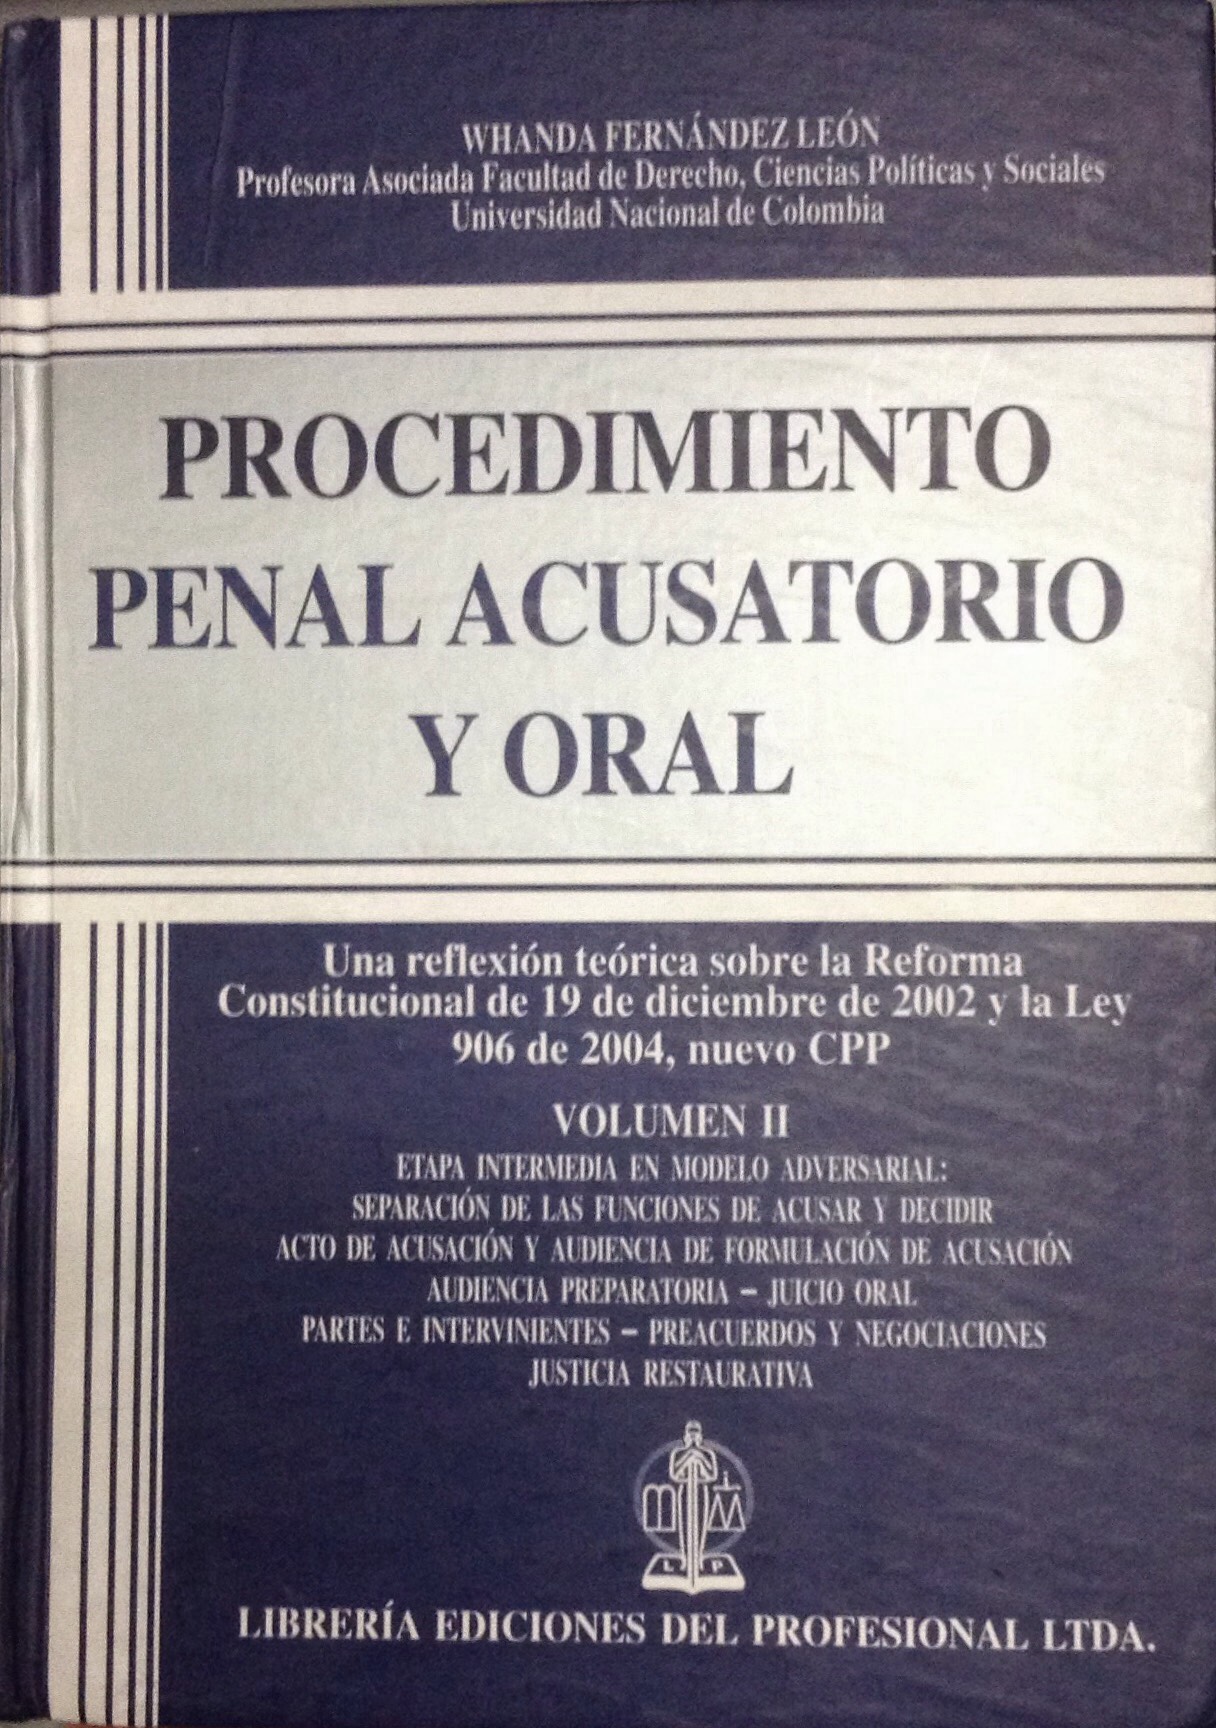 WHANDA FERNÁNDEZ LEÓN
Profesora Asociada Facultad de Derecho, Ciencias Políticas y Sociales
Universidad Nacional de Colombia
PROCEDIMIENTO
PENAL ACUSATORIO
Y ORAL
Una reflexión teórica sobre la Reforma
Constitucional de 19 de diciembre de 2002 y la Ley
906 de 2004, nuevo CPP
VOLUMEN II
ETAPA INTERMEDIA EN MODELO ADVERSARIAL:
SEPARACIÓN DE LAS FUNCIONES DE ACUSAR Y DECIDIR
ACTO DE ACUSACIÓN Y AUDIENCIA DE FORMULACIÓN DE ACUSACIÓN
AUDIENCIA PREPARATORIA – JUICIO ORAL
PARTES E INTERVINIENTES – PREACUERDOS Y NEGOCIACIONES
JUSTICIA RESTAURATIVA
L P
LIBRERÍA EDICIONES DEL PROFESIONAL LTDA.